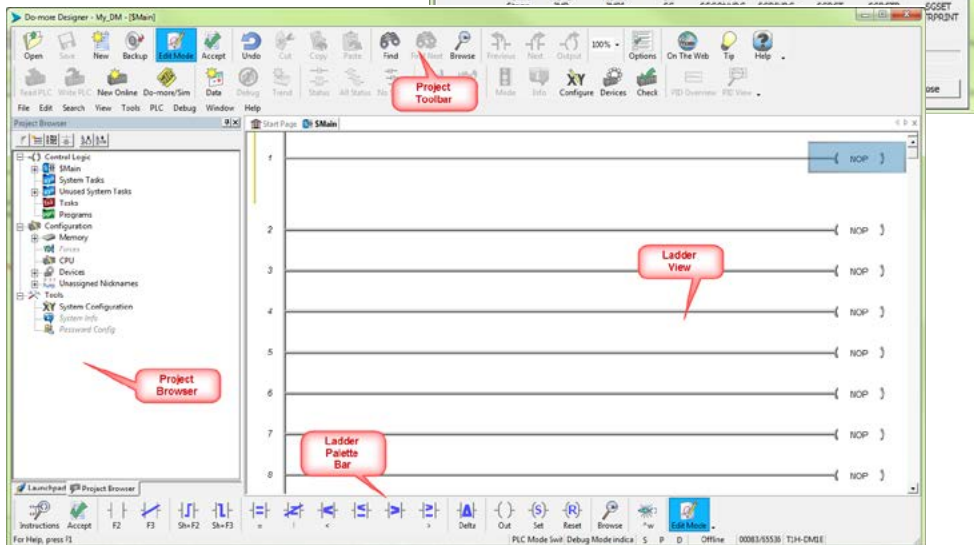 SGSET
Do-more Designer - My_DM - [$Main]
Open Save New Backup Edit Mode Accept Undo Cut Copy Paste Find Find Next Browse Previous Next Output 100% Options On The Web Tip Help
Read PLC Write PLC New Online Do-more/Sim Data Debug Trend Status All Status Mode Info Configure Devices Check PID Overview PID View
Project
Toolbar
File Edit Search View Tools PLC Debug Window Help
Project Browser
Start Page $Main
Control Logic
$Main
System Tasks
Unused System Tasks
Tasks
Programs
Configuration
Memory
Forces
CPU
Devices
Unassigned Nicknames
Tools
XY System Configuration
System Info
Password Config
1 NOP
2 NOP
Ladder
View
3 NOP
4 NOP
5 NOP
Project
Browser
6 NOP
7 NOP
Ladder
Palette
Bar
8 NOP
Launchpad Project Browser
Instructions Accept F2 F3 Sh+F2 Sh+F3 = ! < > Delta Out Set Reset Browse ^w Edit Mode
For Help, press F1
PLC Mode Swit Debug Mode indica S P D Offline 00083/65536 T1H-DM1E